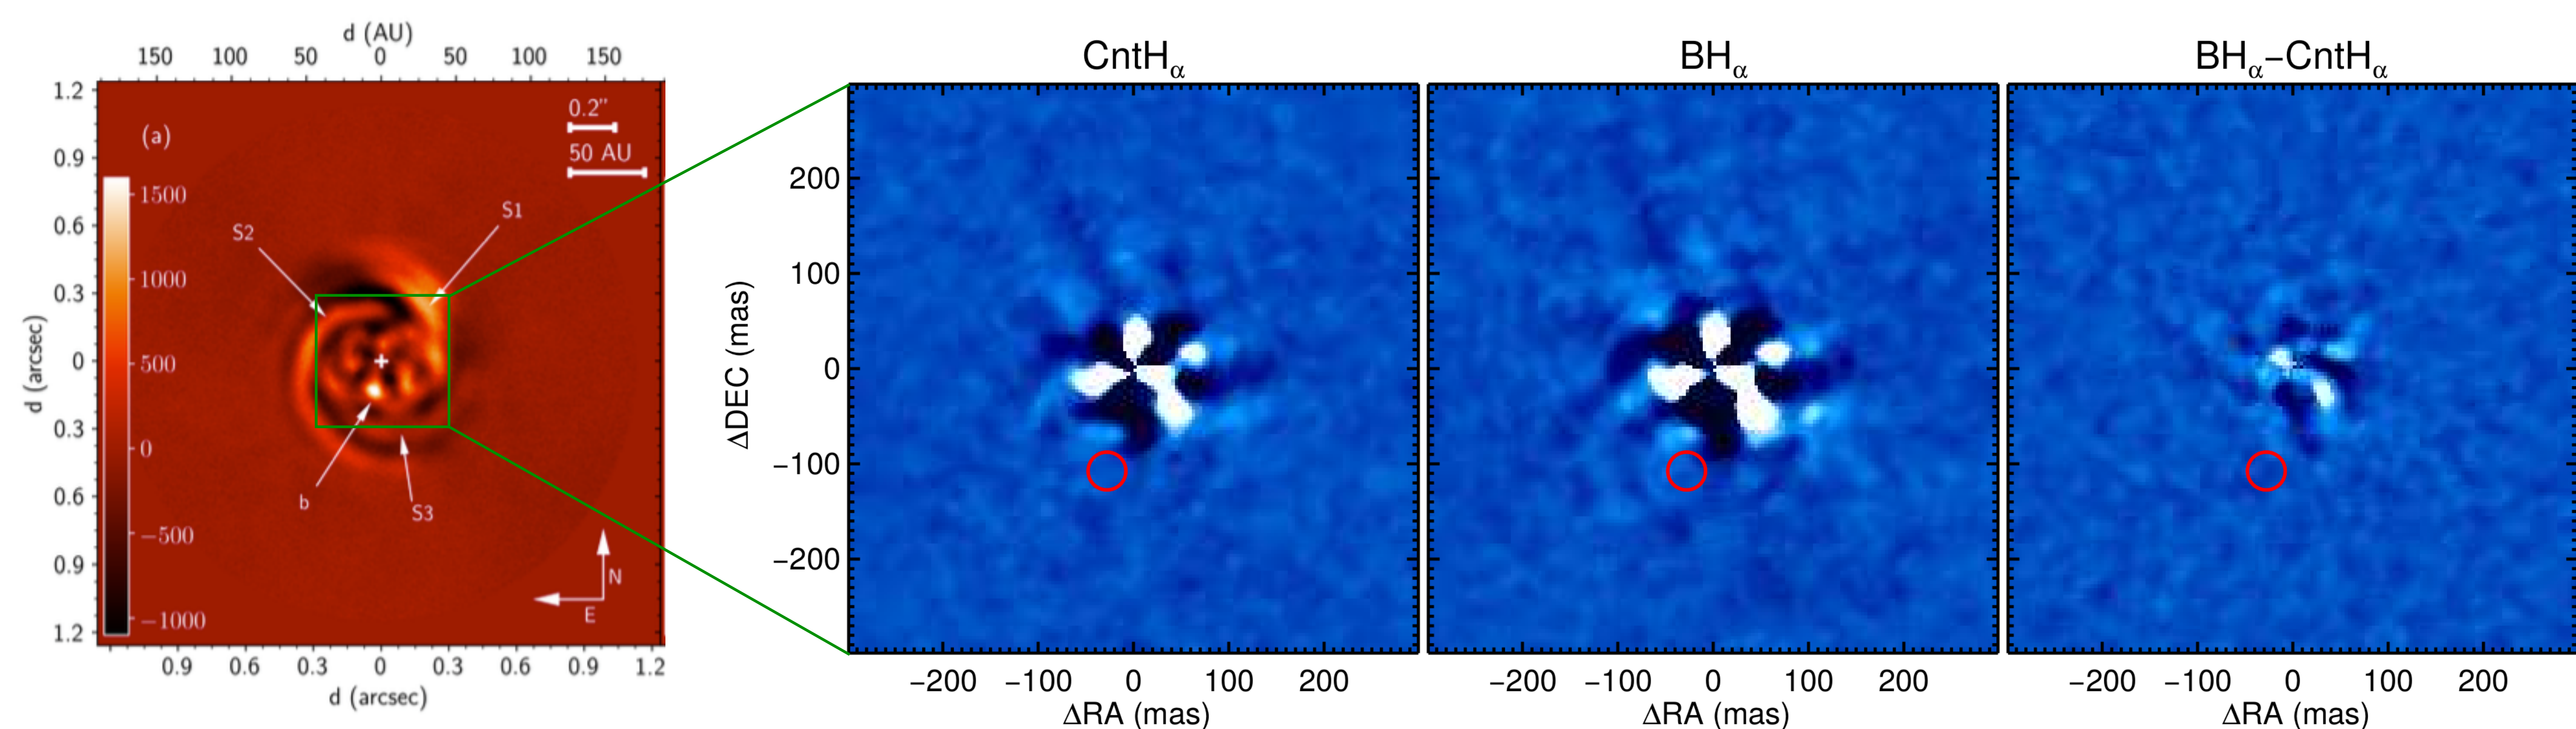 d (AU)
150 100 50 0 50 100 150
1.2
0.9
0.6
0.3
0
0.3
0.6
0.9
1.2
d (arcsec)
(a)
1500
1000
500
0
−500
−1000
0.2"
50 AU
S1
S2
b
S3
N
E
0.9 0.6 0.3 0 0.3 0.6 0.9 1.2
d (arcsec)
CntHα
BHα
BHα−CntHα
200
100
0
−100
−200
ΔDEC (mas)
−200 −100 0 100 200
ΔRA (mas)
−200 −100 0 100 200
ΔRA (mas)
−200 −100 0 100 200
ΔRA (mas)